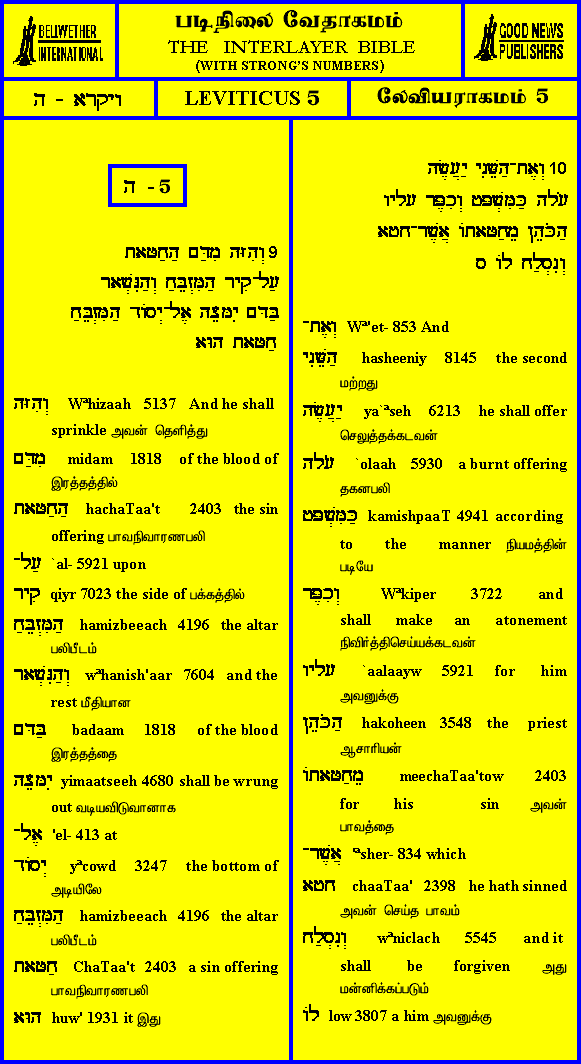 BELLWETHER
INTERNATIONAL
படிநிலை வேதாகமம்
THE INTERLAYER BIBLE
(WITH STRONG'S NUMBERS)
GOOD NEWS
PUBLISHERS
ויקרא - ה
LEVITICUS 5
லேவியராகமம் 5
ה - 5
9 וְהִזָּה מִדַּם הַחַטָּאת
עַל־קִיר הַמִּזְבֵּחַ וְהַנִּשְׁאָר
בַּדָּם יִמָּצֵה אֶל־יְסוֹד הַמִּזְבֵּחַ
חַטָּאת הוּא
וְהִזָּה Wªhizaah 5137 And he shall
sprinkle அவன் தெளித்து
מִדַּם midam 1818 of the blood of
இரத்தத்தில்
הַחַטָּאת hachaTaa't 2403 the sin
offering பாவநிவாரணபலி
עַל־ `al- 5921 upon
קִיר qiyr 7023 the side of பக்கத்தில்
הַמִּזְבֵּחַ hamizbeeach 4196 the altar
பலிபீடம்
וְהַנִּשְׁאָר wªhanish'aar 7604 and the
rest மீதியான
בַּדָּם badaam 1818 of the blood
இரத்தத்தை
יִמָּצֵה yimaatseeh 4680 shall be wrung
out வடியவிடுவானாக
אֶל־ 'el- 413 at
יְסוֹד yªcowd 3247 the bottom of
அடியிலே
הַמִּזְבֵּחַ hamizbeeach 4196 the altar
பலிபீடம்
חַטָּאת ChaTaa't 2403 a sin offering
பாவநிவாரணபலி
הוּא huw' 1931 it இது
10 וְאֶת־הַשֵּׁנִי יַעֲשֶׂה
עֹלָה כַּמִּשְׁפָּט וְכִפֶּר עָלָיו
הַכֹּהֵן מֵחַטָּאתוֹ אֲשֶׁר־חָטָא
וְנִסְלַח לוֹ ס
וְאֶת־ Wª'et- 853 And
הַשֵּׁנִי hasheeniy 8145 the second
மற்றது
יַעֲשֶׂה ya`ªseh 6213 he shall offer
செலுத்தக்கடவன்
עֹלָה `olaah 5930 a burnt offering
தகனபலி
כַּמִּשְׁפָּט kamishpaaT 4941 according
to the manner நியமத்தின்
படியே
וְכִפֶּר Wªkiper 3722 and
shall make an atonement
நிவிர்த்திசெய்யக்கடவன்
עָלָיו `aalaayw 5921 for him
அவனுக்கு
הַכֹּהֵן hakoheen 3548 the priest
ஆசாரியன்
מֵחַטָּאתוֹ meechaTaa'tow 2403
for his sin அவன்
பாவத்தை
אֲשֶׁר־ 'ªsher- 834 which
חָטָא chaaTaa' 2398 he hath sinned
அவன் செய்த பாவம்
וְנִסְלַח wªniclach 5545 and it
shall be forgiven அது
மன்னிக்கப்படும்
לוֹ low 3807 a him அவனுக்கு